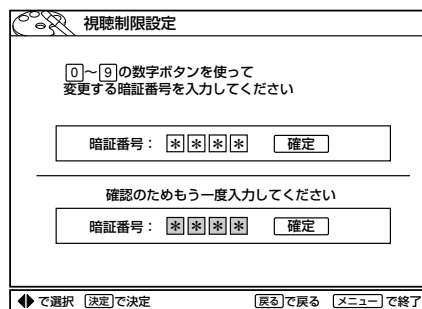 視聴制限設定
0～9の数字ボタンを使って
変更する暗証番号を入力してください
暗証番号： ＊＊＊＊ 確定
確認のためもう一度入力してください
暗証番号： ＊＊＊＊ 確定
で選択 決定で決定 戻るで戻る メニューで終了